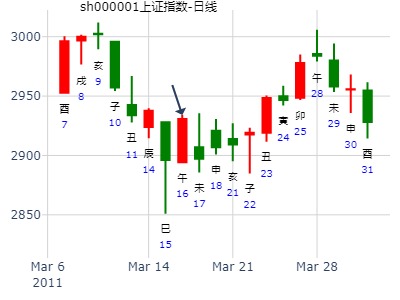 sh000001上证指数-日线
3000
2950
2900
2850
酉
7
戌
8
亥
9
子
10
丑
11
辰
14
巳
15
午
16
未
17
申
18
亥
21
子
22
丑
23
寅
24
卯
25
午
28
未
29
申
30
酉
31
Mar 6
2011
Mar 14
Mar 21
Mar 28